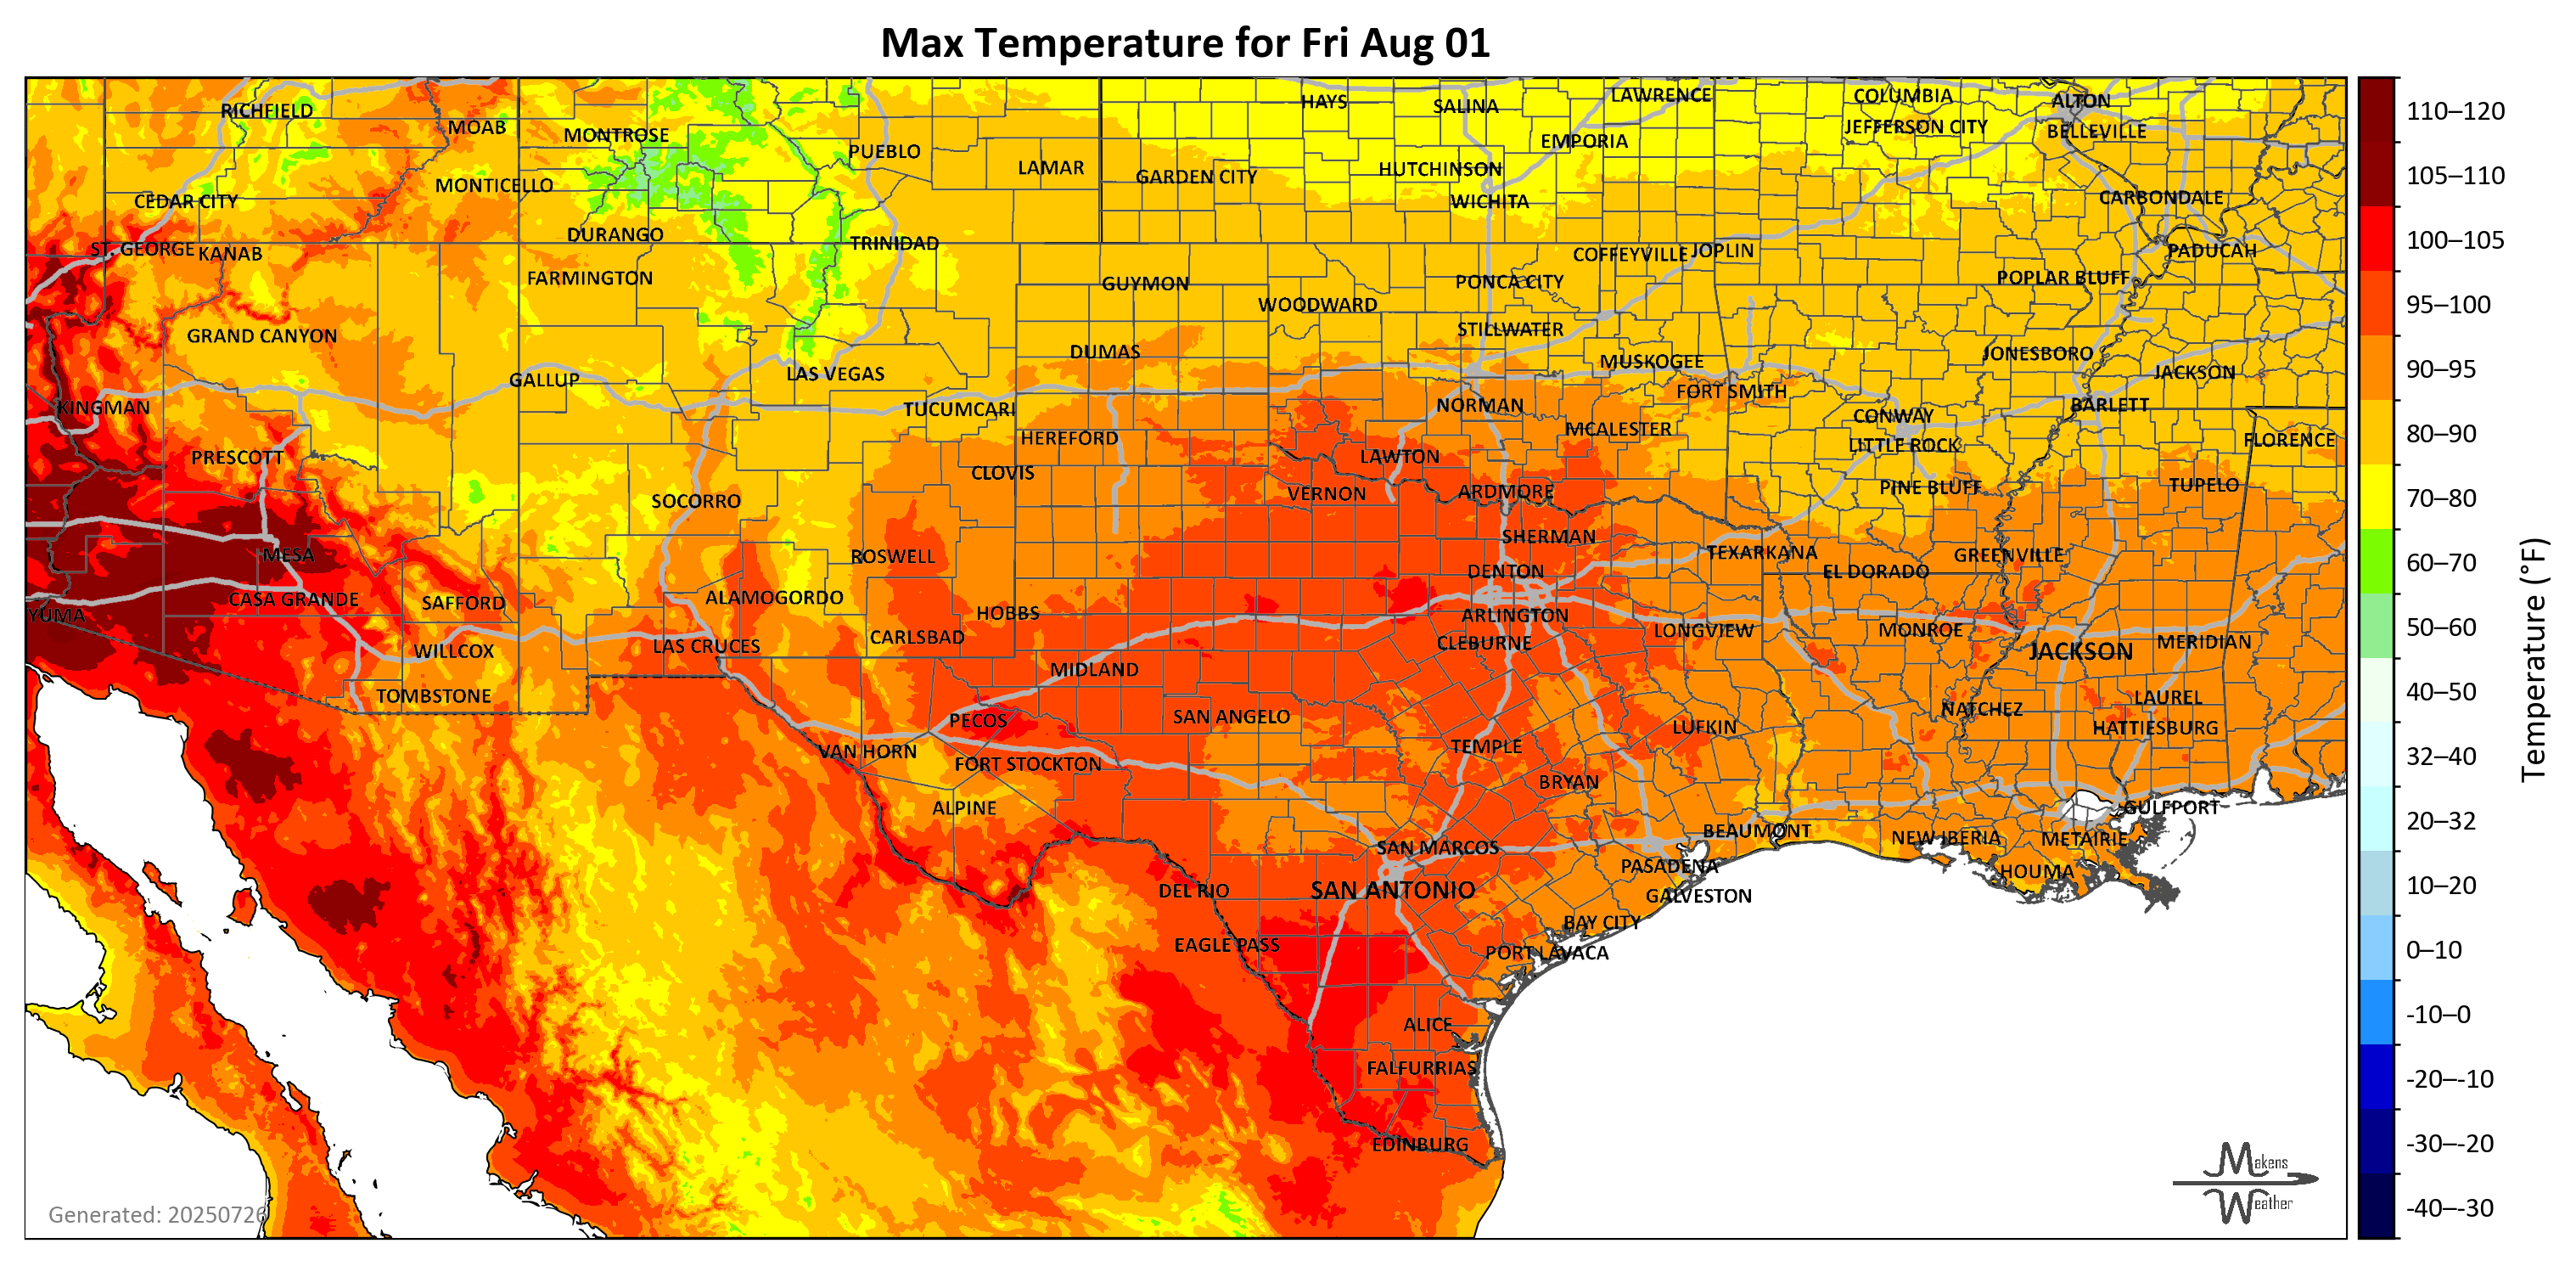 Max Temperature for Fri Aug 01
RICHFIELD
MOAB
MONTROSE
PUEBLO
LAMAR
HAYS
SALINA
LAWRENCE
COLUMBIA
ALTON
JEFFERSON CITY
BELLEVILLE
EMPORIA
HUTCHINSON
GARDEN CITY
WICHITA
CARBONDALE
MONTICELLO
CEDAR CITY
DURANGO
TRINIDAD
ST. GEORGE
KANAB
COFFEYVILLE
JOPLIN
PADUCAH
FARMINGTON
GUYMON
PONCA CITY
POPLAR BLUFF
WOODWARD
GRAND CANYON
STILLWATER
DUMAS
MUSKOGEE
JONESBORO
JACKSON
GALLUP
LAS VEGAS
FORT SMITH
KINGMAN
TUCUMCARI
NORMAN
CONWAY
BARLETT
HEREFORD
MCALESTER
LITTLE ROCK
FLORENCE
PRESCOTT
CLOVIS
LAWTON
PINE BLUFF
TUPELO
SOCORRO
VERNON
ARDMORE
SHERMAN
MESA
ROSWELL
TEXARKANA
GREENVILLE
DENTON
EL DORADO
CASA GRANDE
SAFFORD
ALAMOGORDO
HOBBS
YUMA
ARLINGTON
CARLSBAD
CLEBURNE
LONGVIEW
MONROE
JACKSON
MERIDIAN
WILLCOX
LAS CRUCES
MIDLAND
TOMBSTONE
PECOS
SAN ANGELO
LUFKIN
NATCHEZ
LAUREL
HATTIESBURG
VAN HORN
FORT STOCKTON
TEMPLE
BRYAN
ALPINE
BEAUMONT
NEW IBERIA
METAIRIE
GULFPORT
SAN MARCOS
PASADENA
HOUMA
DEL RIO
SAN ANTONIO
GALVESTON
BAY CITY
EAGLE PASS
PORT LAVACA
ALICE
FALFURRIAS
EDINBURG
Generated: 20250726
Makens
Weather
110–120
105–110
100–105
95–100
90–95
80–90
70–80
60–70
50–60
40–50
32–40
20–32
10–20
0–10
-10–0
-20–-10
-30–-20
-40–-30
Temperature (°F)